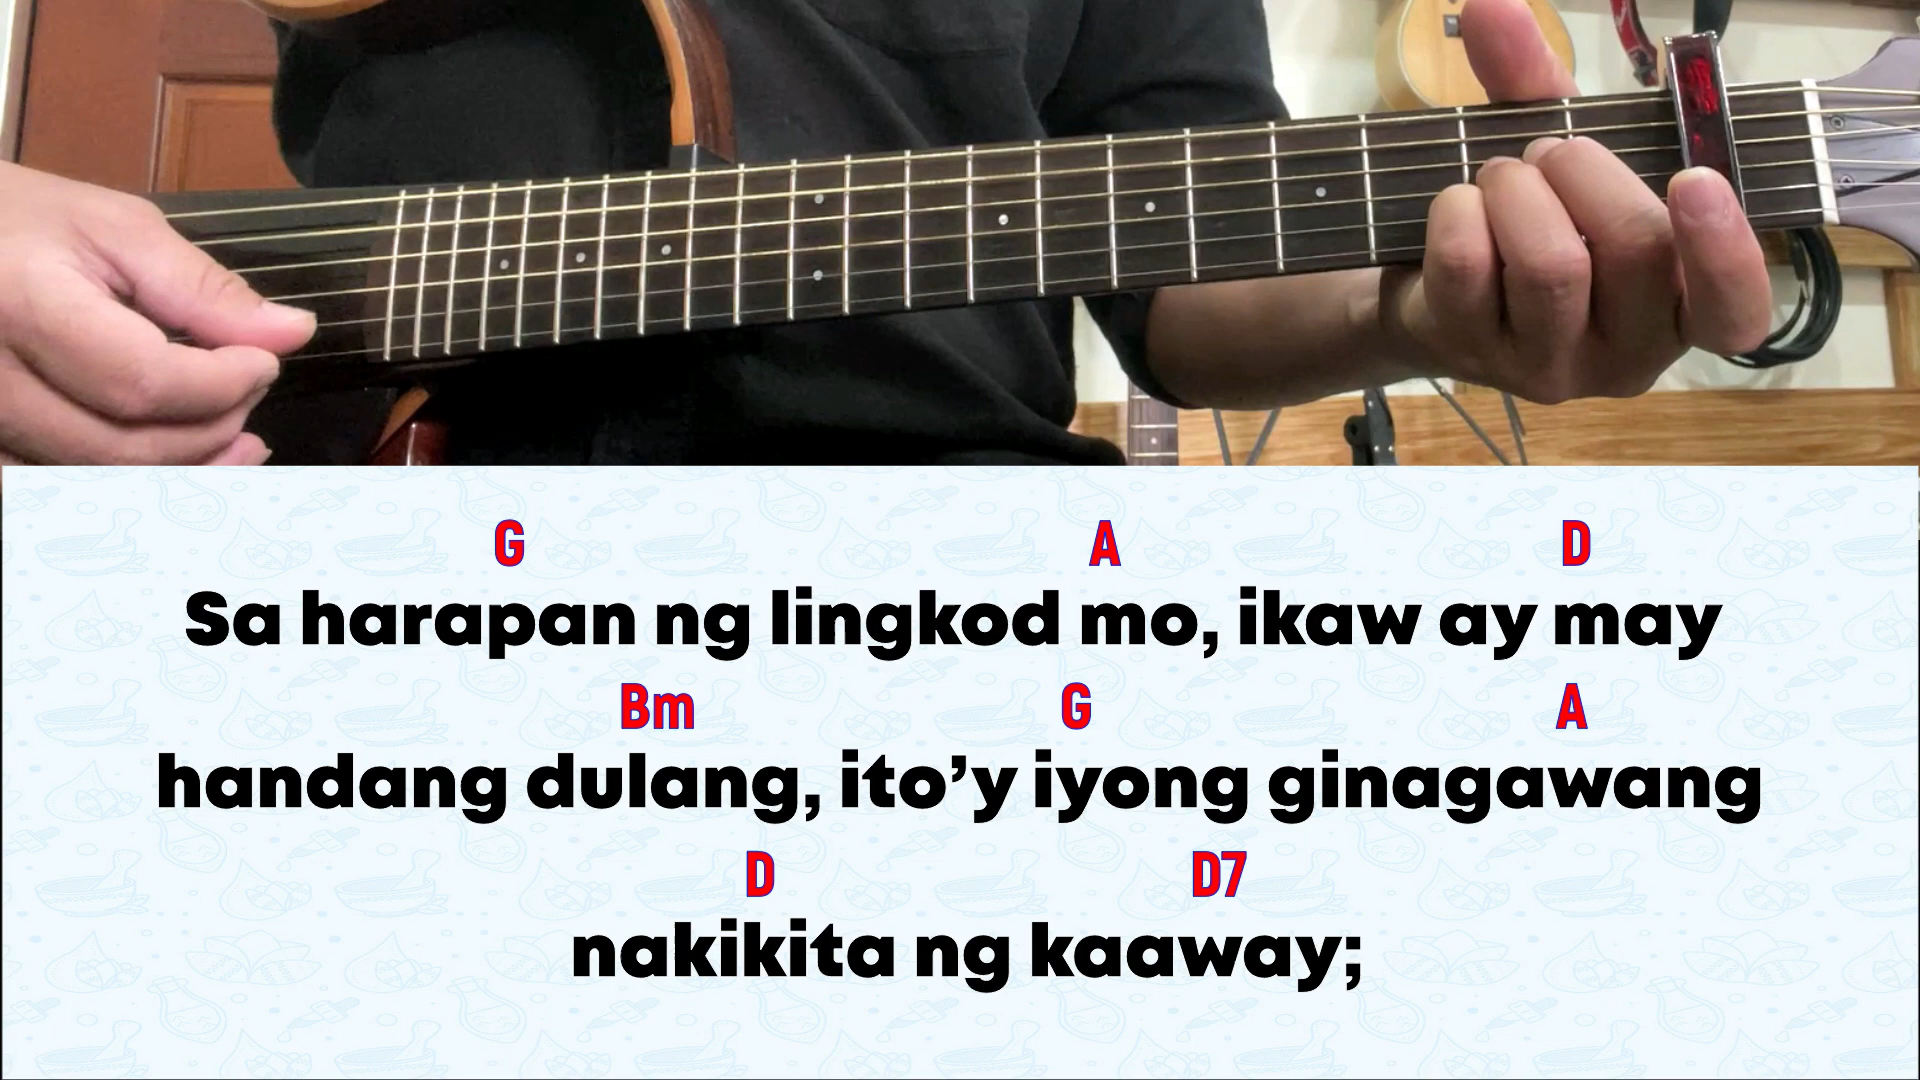 G A D
Sa harapan ng lingkod mo, ikaw ay may
Bm G A
handang dulang, ito’y iyong ginagawang
D D7
nakikita ng kaaway;